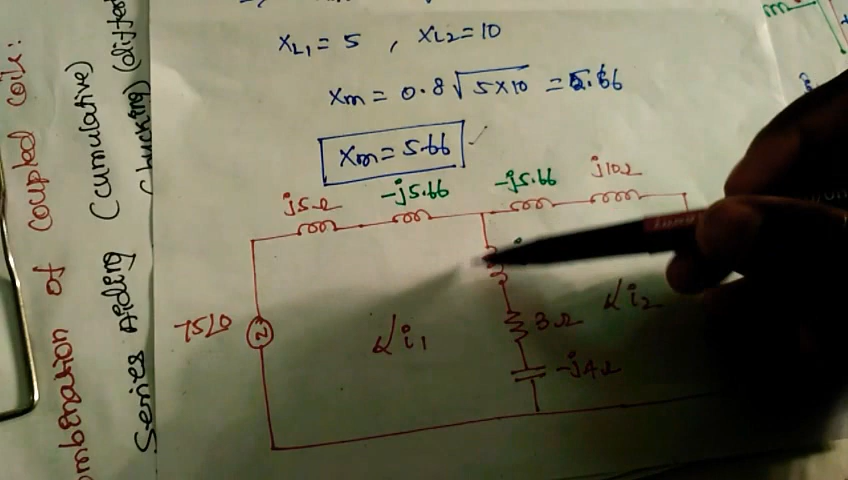 XL1 = 5 , XL2 = 10
Xm = 0.8√5×10 = 5.66
Xm = 5.66
j5Ω -j5.66 -j5.66 j10Ω
75∠0
i1
3Ω
i2
-j4Ω
of coupled coils:
Series Aiding (cumulative)